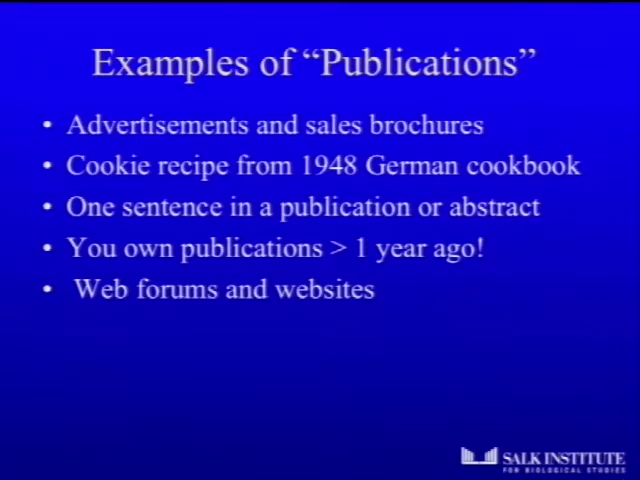 Examples of “Publications”
• Advertisements and sales brochures
• Cookie recipe from 1948 German cookbook
• One sentence in a publication or abstract
• You own publications > 1 year ago!
• Web forums and websites
SALK INSTITUTE
FOR BIOLOGICAL STUDIES